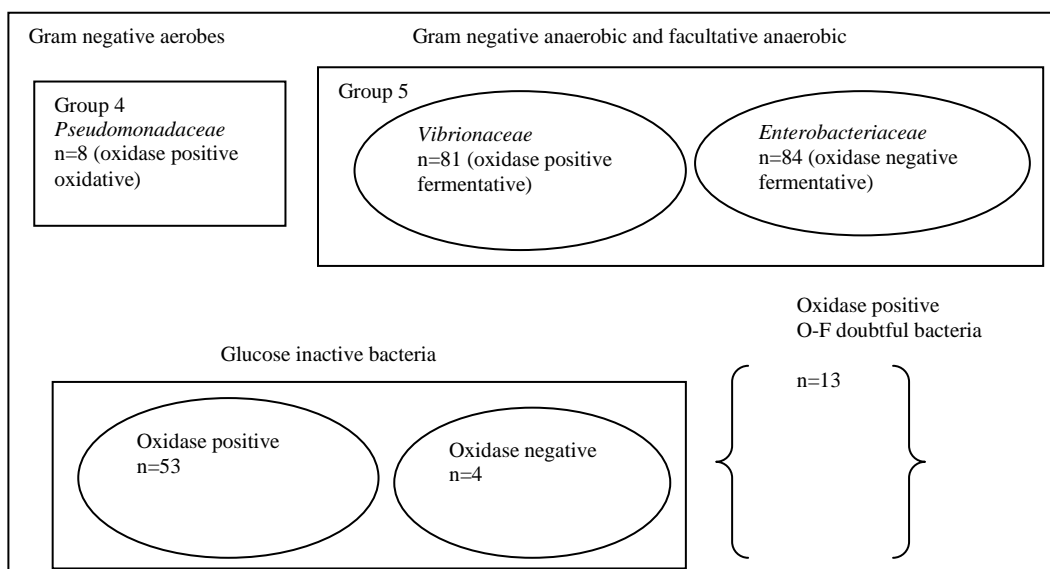 Gram negative aerobes
Gram negative anaerobic and facultative anaerobic
Group 4
Pseudomonadaceae
n=8 (oxidase positive
oxidative)
Group 5
Vibrionaceae
n=81 (oxidase positive
fermentative)
Enterobacteriaceae
n=84 (oxidase negative
fermentative)
Oxidase positive
O-F doubtful bacteria
n=13
Glucose inactive bacteria
Oxidase positive
n=53
Oxidase negative
n=4